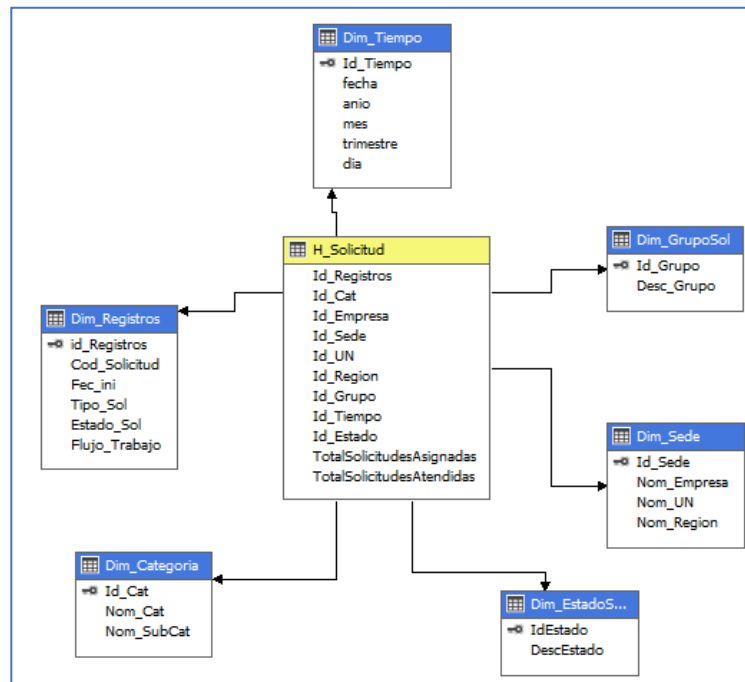 Dim_Tiempo
Id_Tiempo
fecha
anio
mes
trimestre
dia
H_Solicitud
Id_Registros
Id_Cat
Id_Empresa
Id_Sede
Id_UN
Id_Region
Id_Grupo
Id_Tiempo
Id_Estado
TotalSolicitudesAsignadas
TotalSolicitudesAtendidas
Dim_GrupoSol
Id_Grupo
Desc_Grupo
Dim_Registros
id_Registros
Cod_Solicitud
Fec_ini
Tipo_Sol
Estado_Sol
Flujo_Trabajo
Dim_Sede
Id_Sede
Nom_Empresa
Nom_UN
Nom_Region
Dim_Categoria
Id_Cat
Nom_Cat
Nom_SubCat
Dim_EstadoS...
IdEstado
DescEstado